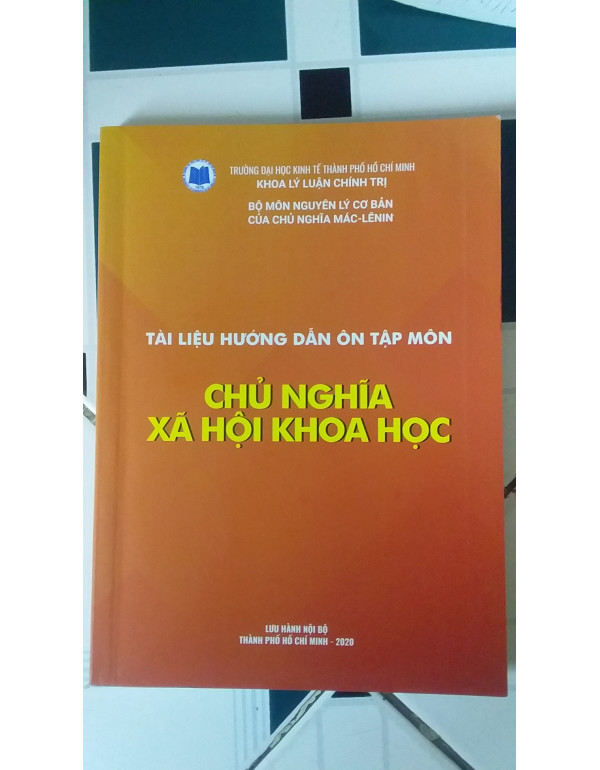 TRƯỜNG ĐẠI HỌC KINH TẾ THÀNH PHỐ HỒ CHÍ MINH
KHOA LÝ LUẬN CHÍNH TRỊ
BỘ MÔN NGUYÊN LÝ CƠ BẢN
CỦA CHỦ NGHĨA MÁC-LÊNIN
TÀI LIỆU HƯỚNG DẪN ÔN TẬP MÔN
CHỦ NGHĨA
XÃ HỘI KHOA HỌC
LƯU HÀNH NỘI BỘ
THÀNH PHỐ HỒ CHÍ MINH - 2020